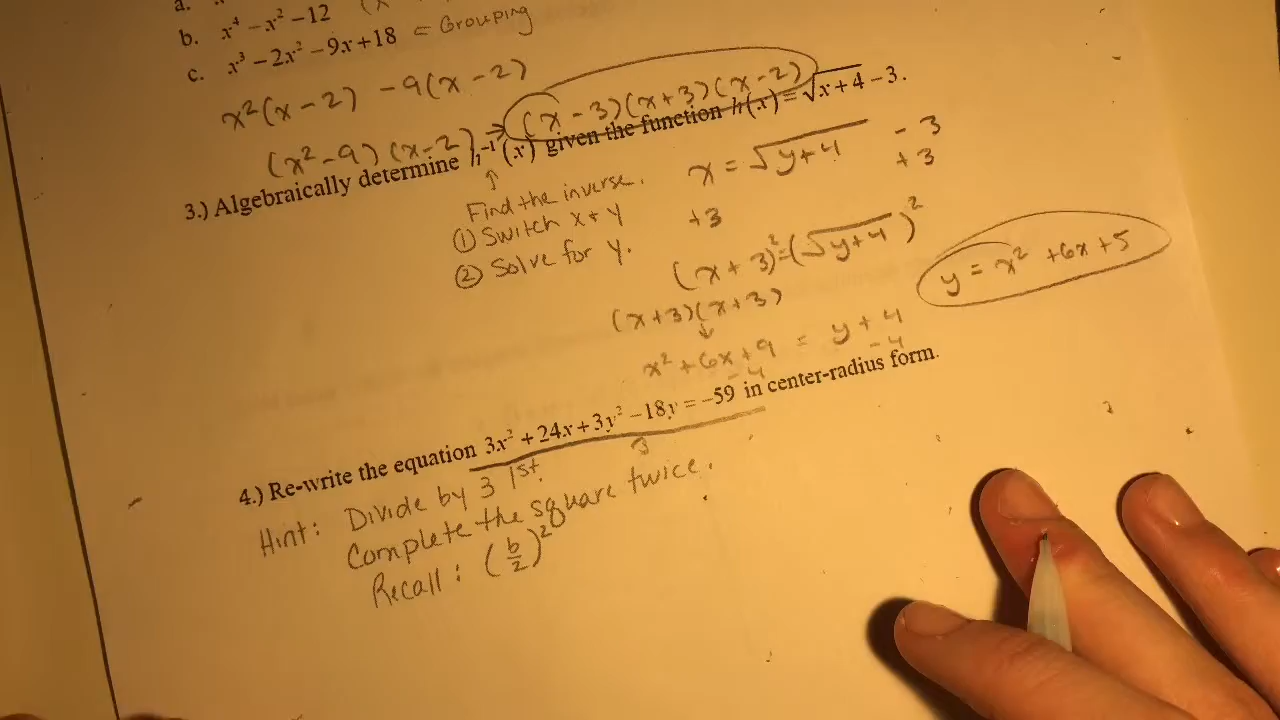 a.
b. x⁴ − x² − 12 (x
c. x³ − 2x² − 9x + 18 = Grouping
x²(x − 2) − 9(x − 2)
(x² − 9)(x − 2) → (x − 3)(x + 3)(x − 2)
3.) Algebraically determine h⁻¹(x) given the function h(x) = √(x + 4) − 3.
↑
Find the inverse.
① Switch x + y
② Solve for y.
x = √(y + 4) − 3
+3 +3
(x + 3)² = (√(y + 4))²
(x + 3)(x + 3)
↓
x² + 6x + 9 = y + 4
−4 −4
y = x² + 6x + 5
4.) Re-write the equation 3x² + 24x + 3y² − 18y = −59 in center-radius form.
3
Hint: Divide by 3 1st.
Complete the square twice.
Recall: (b/2)²